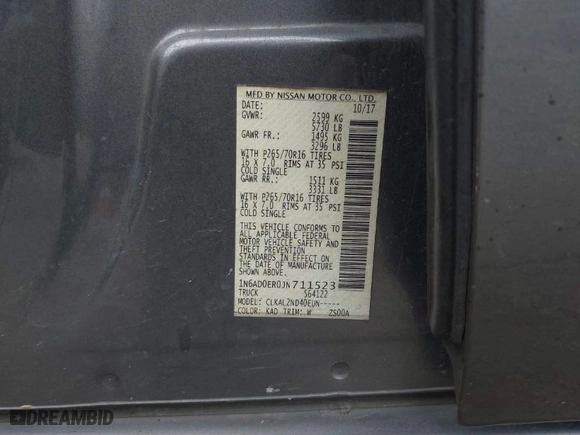 MFD BY NISSAN MOTOR CO., LTD.
DATE: 10/17
GVWR: 2599 KG
5730 LB
GAWR FR.: 1495 KG
3296 LB
WITH P265/70R16 TIRES
16 X 7.0 RIMS AT 35 PSI
COLD SINGLE
GAWR RR.: 1511 KG
3331 LB
WITH P265/70R16 TIRES
16 X 7.0 RIMS AT 35 PSI
COLD SINGLE
THIS VEHICLE CONFORMS TO
ALL APPLICABLE FEDERAL
MOTOR VEHICLE SAFETY AND
THEFT PREVENTION
STANDARDS IN EFFECT ON
THE DATE OF MANUFACTURE
SHOWN ABOVE.
1N6AD0ER0JN711523
TRUCK 564122
MODEL: CLKALZND40EUN-----
COLOR: KAD TRIM: W ZS00A
DREAMBID